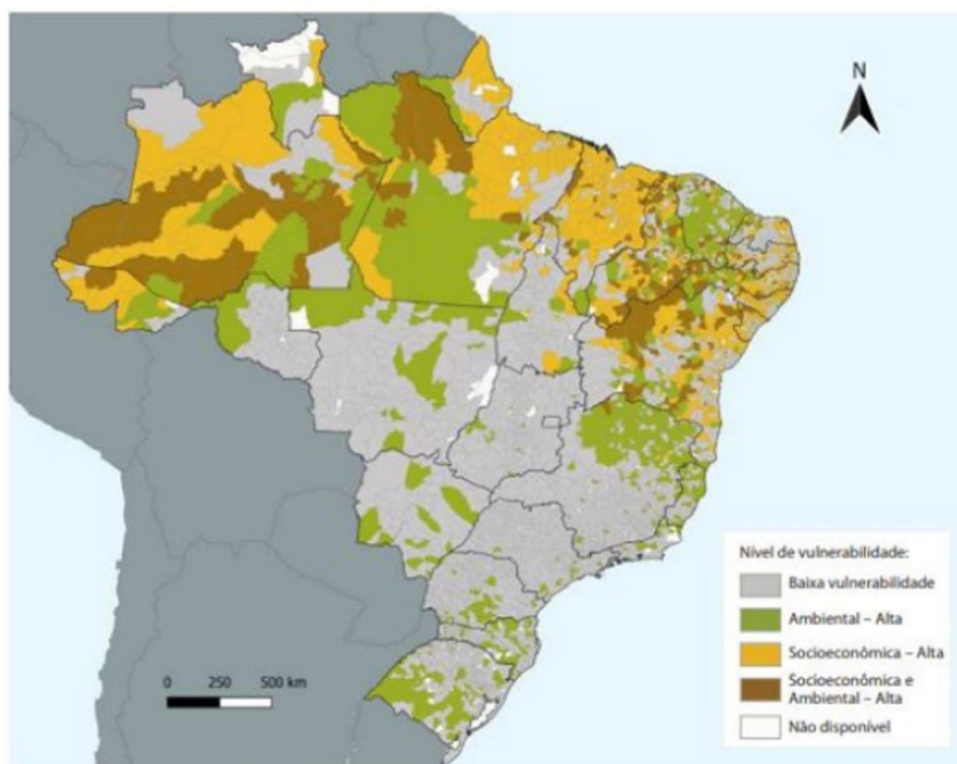 N
Nível de vulnerabilidade:
Baixa vulnerabilidade
Ambiental – Alta
Socioeconômica – Alta
Socioeconômica e
Ambiental – Alta
Não disponível
0 250 500 km